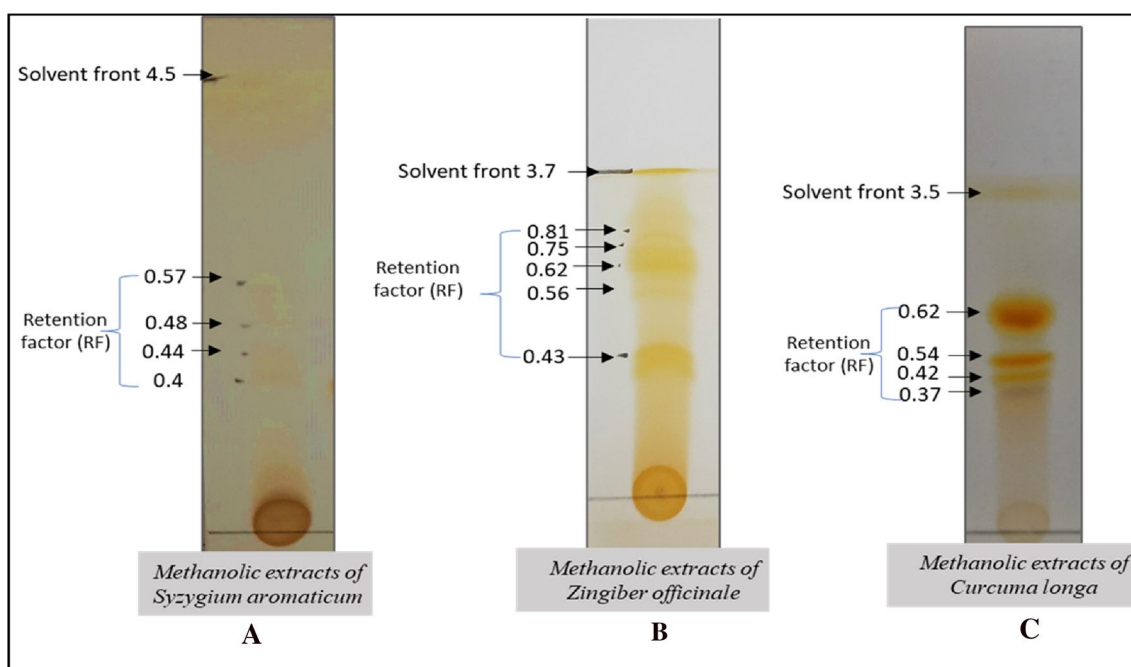 Solvent front 4.5
0.57
0.48
0.44
0.4
Retention
factor (RF)
Methanolic extracts of
Syzygium aromaticum
A
Solvent front 3.7
0.81
0.75
0.62
0.56
0.43
Retention
factor (RF)
Methanolic extracts of
Zingiber officinale
B
Solvent front 3.5
0.62
0.54
0.42
0.37
Retention
factor (RF)
Methanolic extracts of
Curcuma longa
C